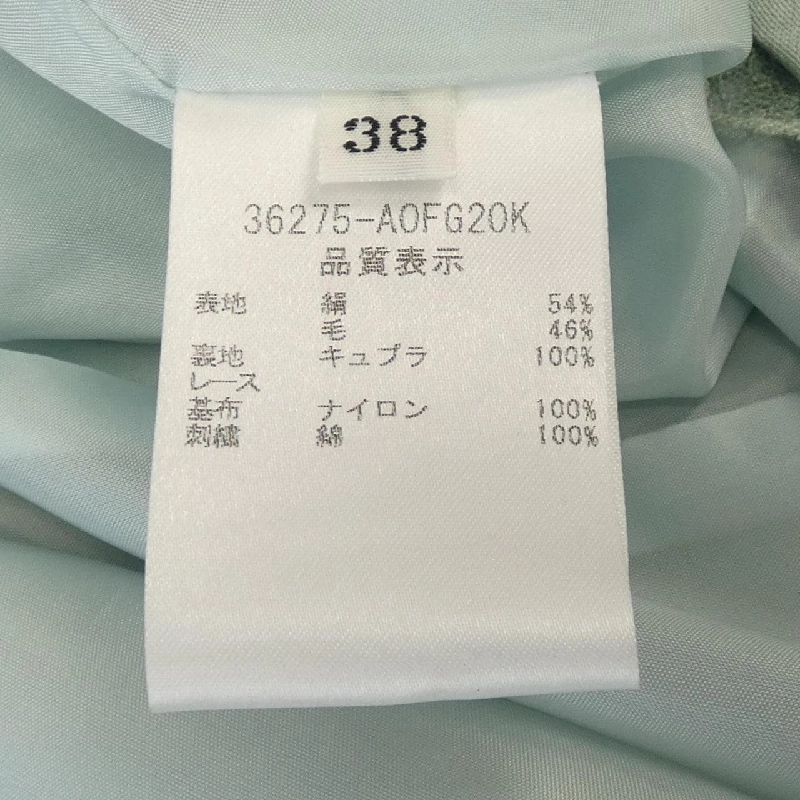 38
36275-A0FG20K
品質表示
表地 絹 54%
毛 46%
裏地 キュプラ 100%
レース
基布 ナイロン 100%
刺繍 綿 100%